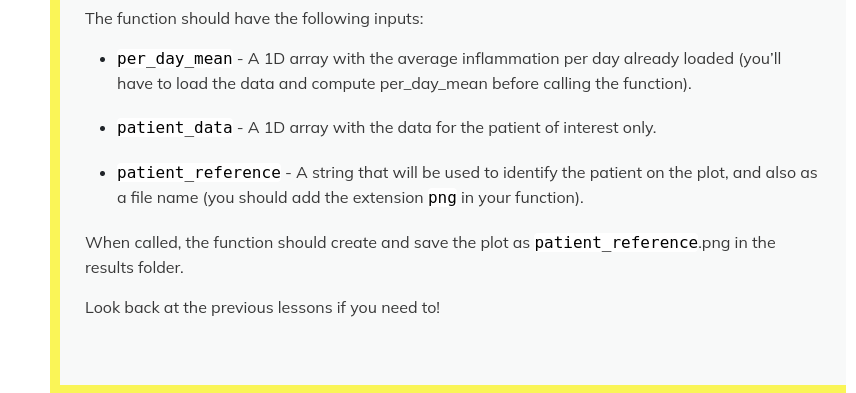 The function should have the following inputs:
• per_day_mean - A 1D array with the average inflammation per day already loaded (you’ll
have to load the data and compute per_day_mean before calling the function).
• patient_data - A 1D array with the data for the patient of interest only.
• patient_reference - A string that will be used to identify the patient on the plot, and also as
a file name (you should add the extension png in your function).
When called, the function should create and save the plot as patient_reference.png in the
results folder.
Look back at the previous lessons if you need to!